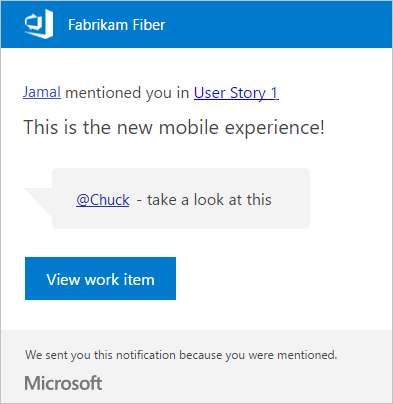 Fabrikam Fiber
Jamal mentioned you in User Story 1
This is the new mobile experience!
@Chuck - take a look at this
View work item
We sent you this notification because you were mentioned.
Microsoft